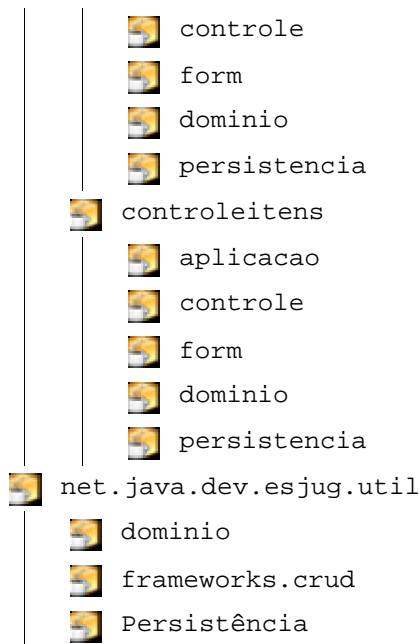 controle
form
dominio
persistencia
controleitens
aplicacao
controle
form
dominio
persistencia
net.java.dev.esjug.util
dominio
frameworks.crud
Persistência